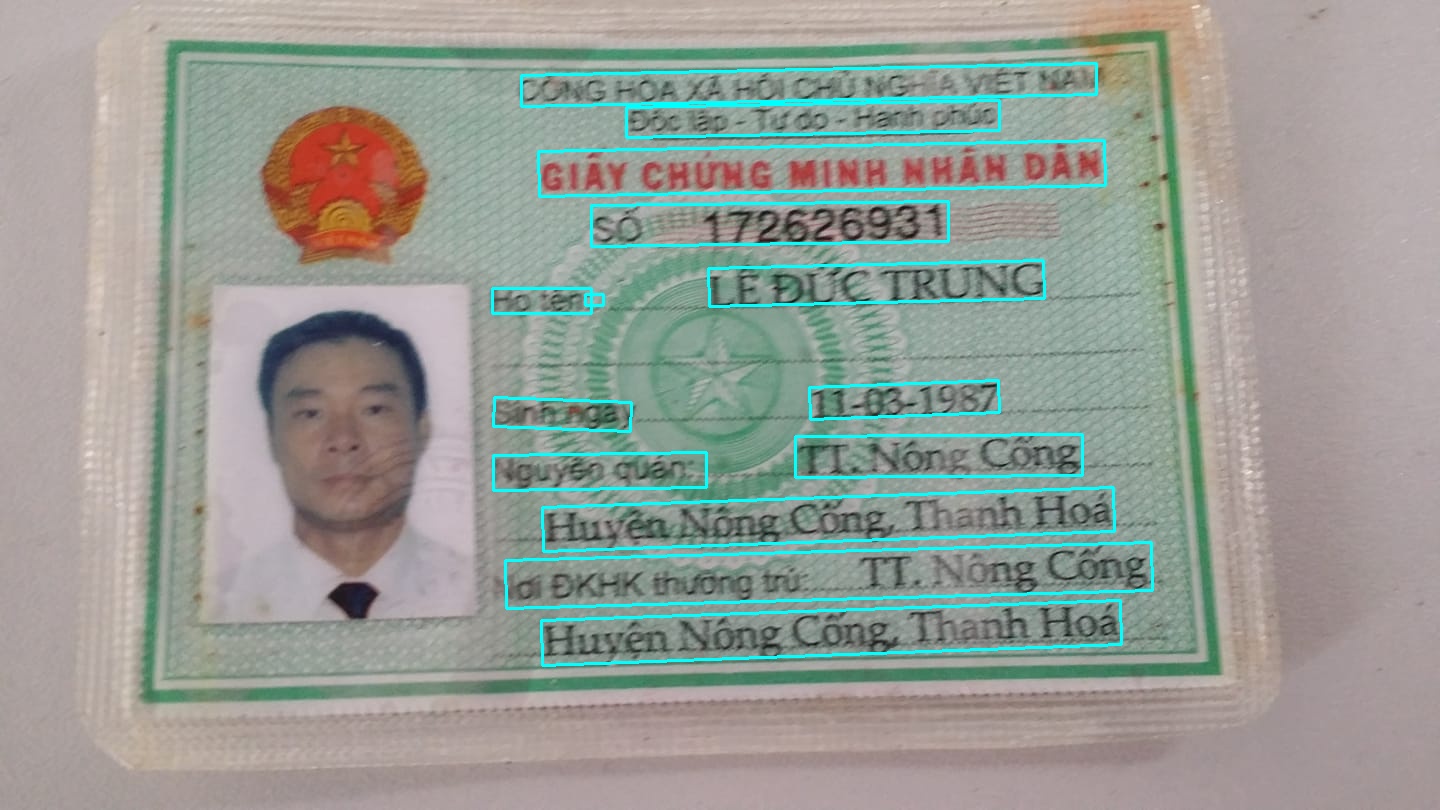 CỘNG HÒA XÃ HỘI CHỦ NGHĨA VIỆT NAM
Độc lập - Tự do - Hạnh phúc
GIẤY CHỨNG MINH NHÂN DÂN
SỐ 172626931
Họ tên: LÊ ĐỨC TRUNG
Sinh ngày 11-03-1987
Nguyên quán: TT. Nông Cống
Huyện Nông Cống, Thanh Hoá
Nơi ĐKHK thường trú: TT. Nông Cống
Huyện Nông Cống, Thanh Hoá